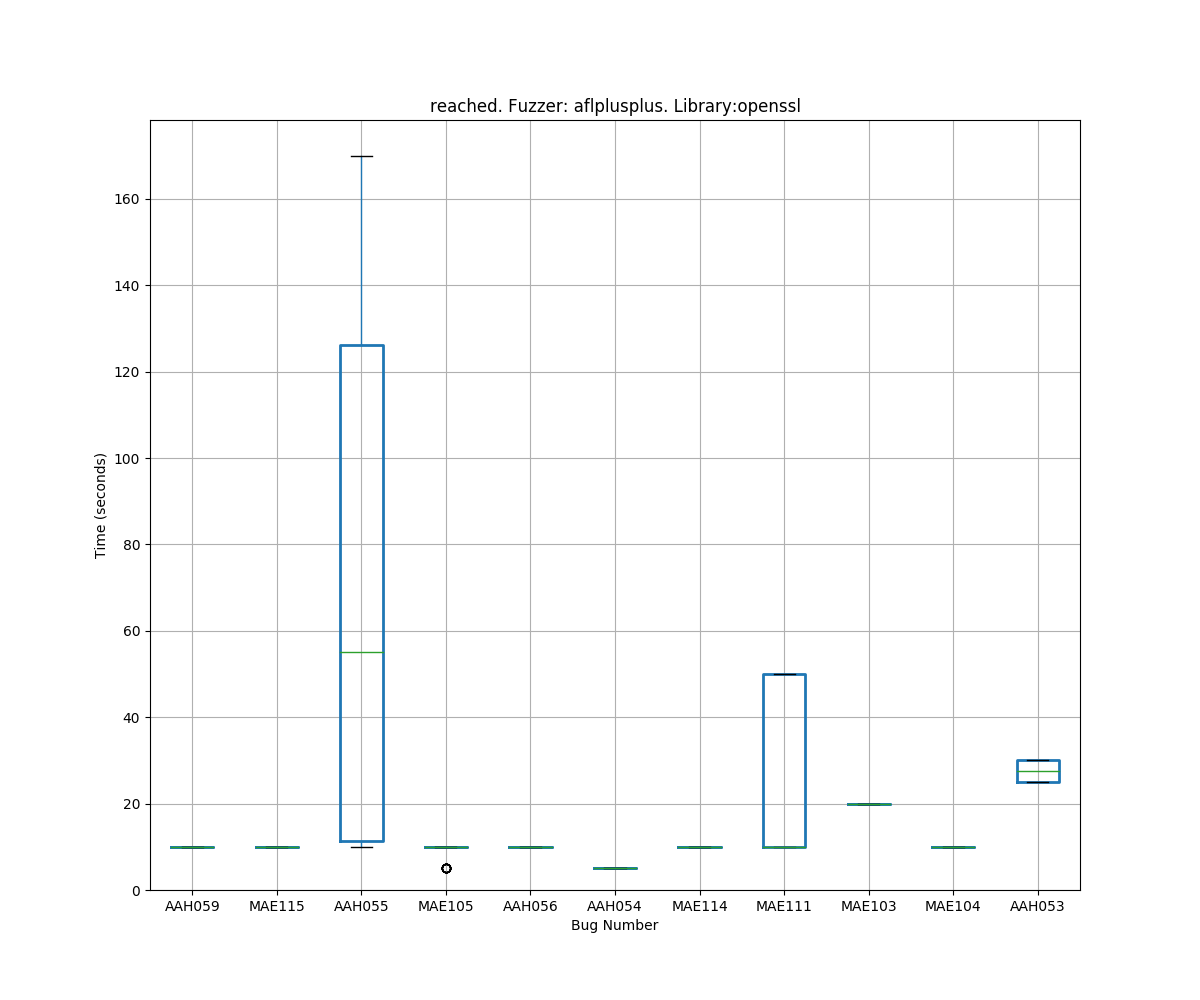 reached. Fuzzer: aflplusplus. Library:openssl
160
140
120
100
80
60
40
20
0
Time (seconds)
AAH059 MAE115 AAH055 MAE105 AAH056 AAH054 MAE114 MAE111 MAE103 MAE104 AAH053
Bug Number